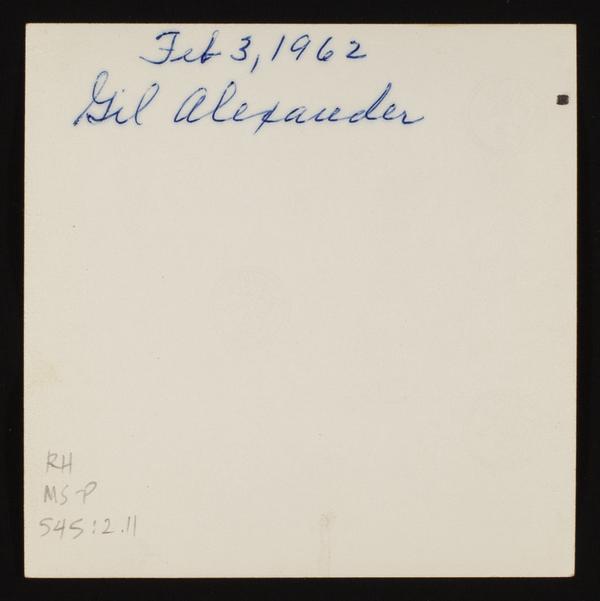 Feb 3, 1962
Gil Alexander
RH
MS-P
545:2.11